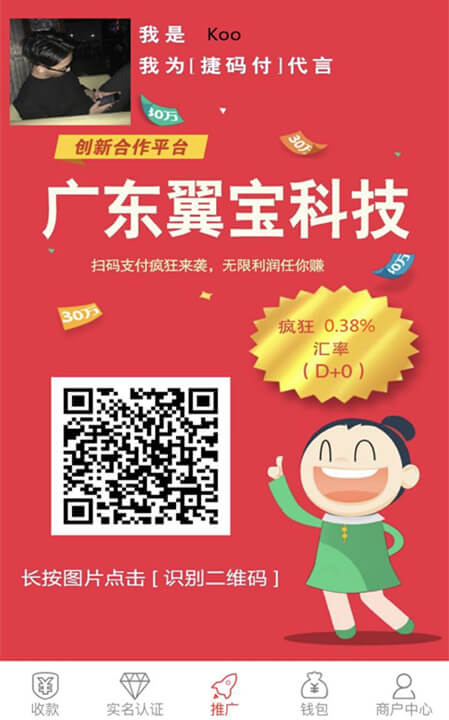 我是 Koo
我为[捷码付]代言
30万
创新合作平台
30万
广东翼宝科技
扫码支付疯狂来袭，无限利润任你赚
30万
疯狂 0.38%
汇率
（D+0）
长按图片点击[识别二维码]
收款
实名认证
推广
钱包
商户中心